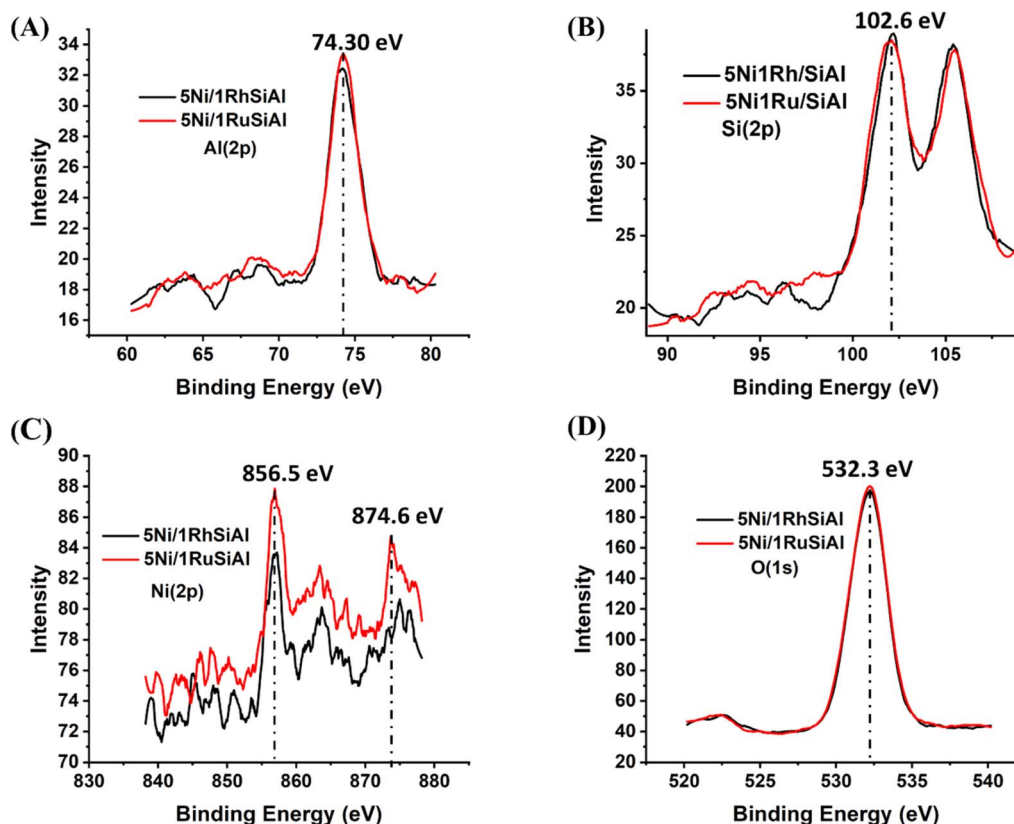 (A)
74.30 eV
34
32
30
28
26
24
22
20
18
16
Intensity
5Ni/1RhSiAl
5Ni/1RuSiAl
Al(2p)
60
65
70
75
80
Binding Energy (eV)
(B)
102.6 eV
35
30
25
20
Intensity
5Ni1Rh/SiAl
5Ni1Ru/SiAl
Si(2p)
90
95
100
105
Binding Energy (eV)
(C)
856.5 eV
874.6 eV
90
88
86
84
82
80
78
76
74
72
70
Intensity
5Ni/1RhSiAl
5Ni/1RuSiAl
Ni(2p)
830
840
850
860
870
880
Binding Energy (eV)
(D)
532.3 eV
220
200
180
160
140
120
100
80
60
40
20
Intensity
5Ni/1RhSiAl
5Ni/1RuSiAl
O(1s)
520
525
530
535
540
Binding Energy (eV)